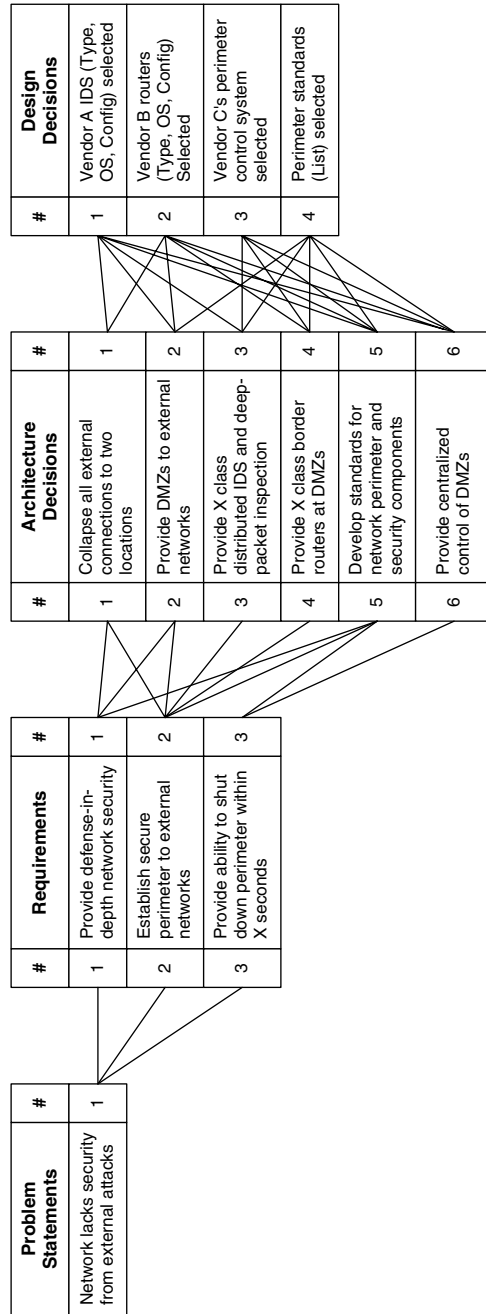 Problem
Statements
#
Network lacks security
from external attacks
1
#
Requirements
#
1
Provide defense-in-
depth network security
1
2
Establish secure
perimeter to external
networks
2
3
Provide ability to shut
down perimeter within
X seconds
3
#
Architecture
Decisions
#
1
Collapse all external
connections to two
locations
1
2
Provide DMZs to external
networks
2
3
Provide X class
distributed IDS and deep-
packet inspection
3
4
Provide X class border
routers at DMZs
4
5
Develop standards for
network perimeter and
security components
5
6
Provide centralized
control of DMZs
6
#
Design
Decisions
1
Vendor A IDS (Type,
OS, Config) selected
2
Vendor B routers
(Type, OS, Config)
Selected
3
Vendor C's perimeter
control system
selected
4
Perimeter standards
(List) selected